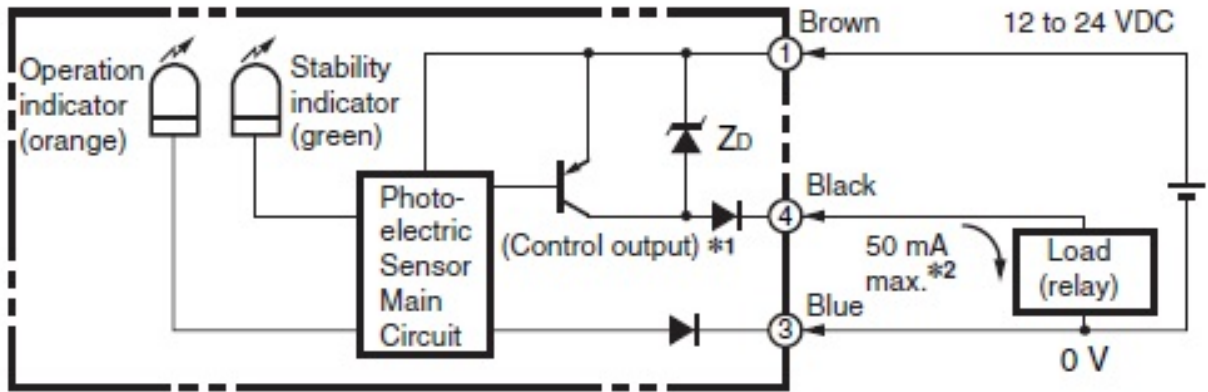 Brown
12 to 24 VDC
1
Operation
indicator
(orange)
Stability
indicator
(green)
ZD
Black
4
Photo-
electric
Sensor
Main
Circuit
(Control output) *1
50 mA
max.*2
Load
(relay)
Blue
3
0 V